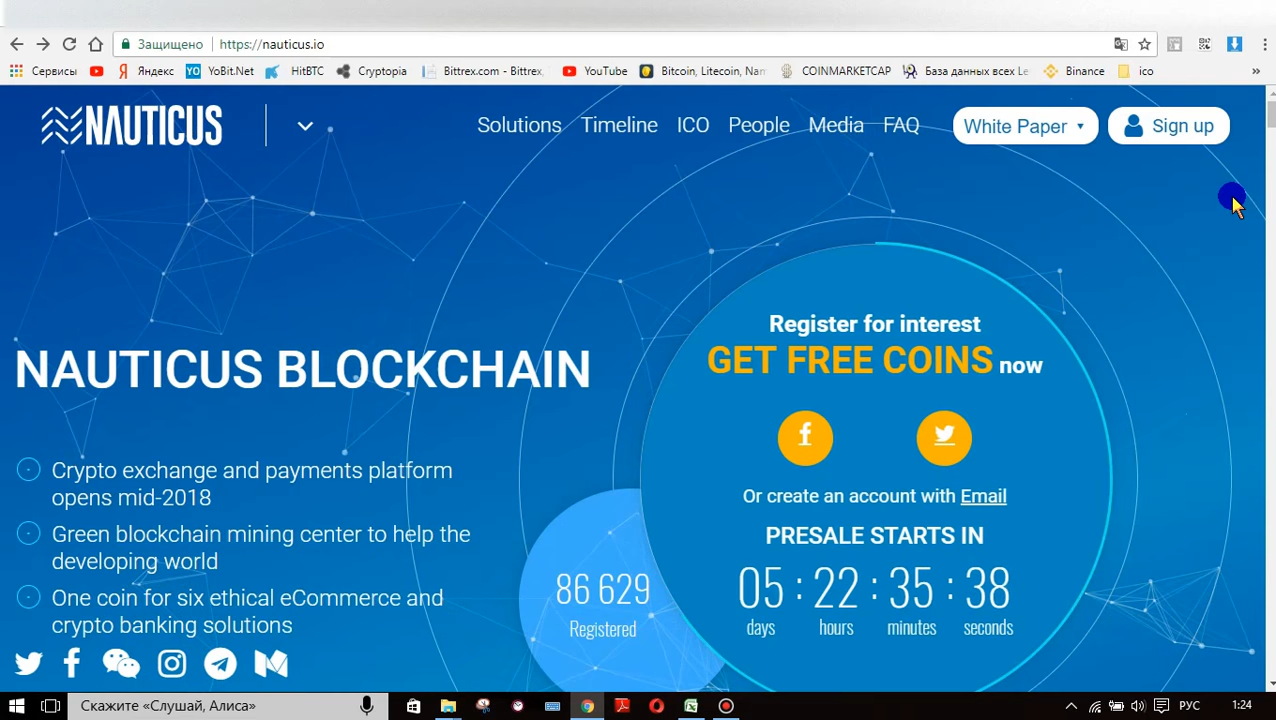 Защищено https://nauticus.io
Сервисы Яндекс YO YoBit.Net HitBTC Cryptopia Bittrex.com - Bittrex, YouTube Bitcoin, Litecoin, Nam COINMARKETCAP База данных всех Le Binance ico »
NAUTICUS Solutions Timeline ICO People Media FAQ White Paper Sign up
Register for interest
GET FREE COINS now
NAUTICUS BLOCKCHAIN
Crypto exchange and payments platform
opens mid-2018
Green blockchain mining center to help the
developing world
One coin for six ethical eCommerce and
crypto banking solutions
Or create an account with Email
PRESALE STARTS IN
05 : 22 : 35 : 38
days hours minutes seconds
86 629
Registered
Скажите «Слушай, Алиса» РУС 1:24